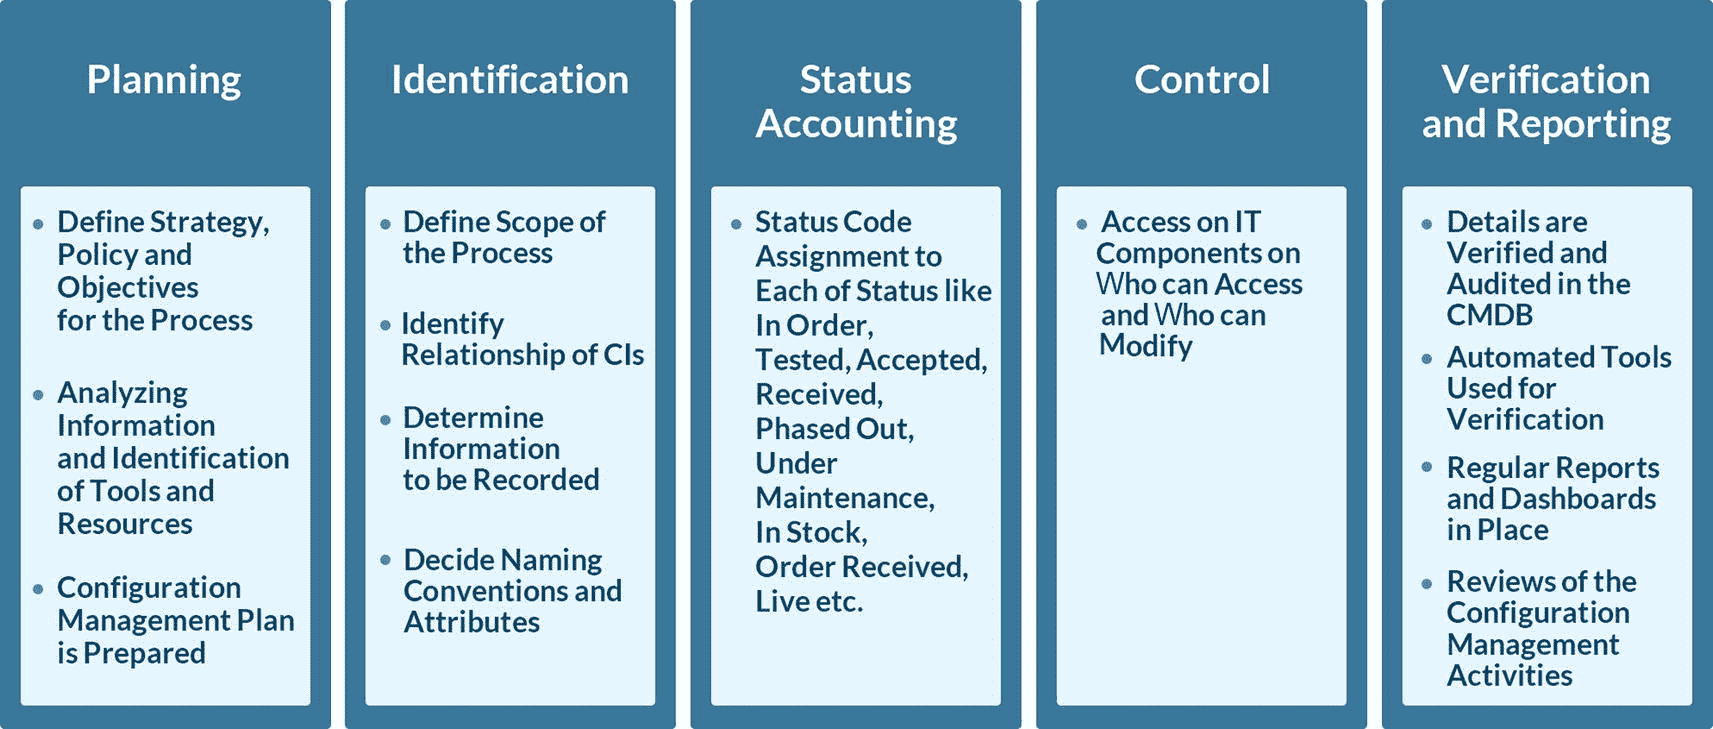 Planning
Define Strategy,
Policy and
Objectives
for the Process
Analyzing
Information
and Identification
of Tools and
Resources
Configuration
Management Plan
is Prepared
Identification
Define Scope of
the Process
Identify
Relationship of CIs
Determine
Information
to be Recorded
Decide Naming
Conventions and
Attributes
Status
Accounting
Status Code
Assignment to
Each of Status like
In Order,
Tested, Accepted,
Received,
Phased Out,
Under
Maintenance,
In Stock,
Order Received,
Live etc.
Control
Access on IT
Components on
Who can Access
and Who can
Modify
Verification
and Reporting
Details are
Verified and
Audited in the
CMDB
Automated Tools
Used for
Verification
Regular Reports
and Dashboards
in Place
Reviews of the
Configuration
Management
Activities